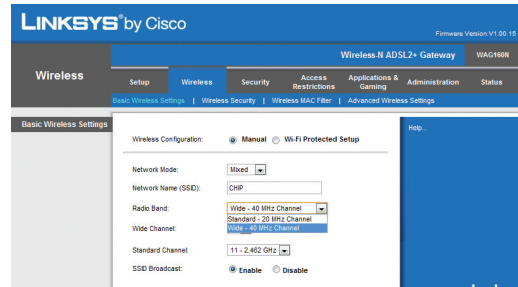 LINKSYS® by Cisco
Firmware Version:V1.00.15
Wireless-N ADSL2+ Gateway WAG160N
Wireless
Setup Wireless Security Access Restrictions Applications & Gaming Administration Status
Basic Wireless Settings | Wireless Security | Wireless MAC Filter | Advanced Wireless Settings
Basic Wireless Settings
Help...
Wireless Configuration: Manual Wi-Fi Protected Setup
Network Mode: Mixed
Network Name (SSID): CHIP
Radio Band: Wide - 40 MHz Channel
Standard - 20 MHz Channel
Wide Channel: Wide - 40 MHz Channel
Standard Channel: 11 - 2.462 GHz
SSID Broadcast: Enable Disable